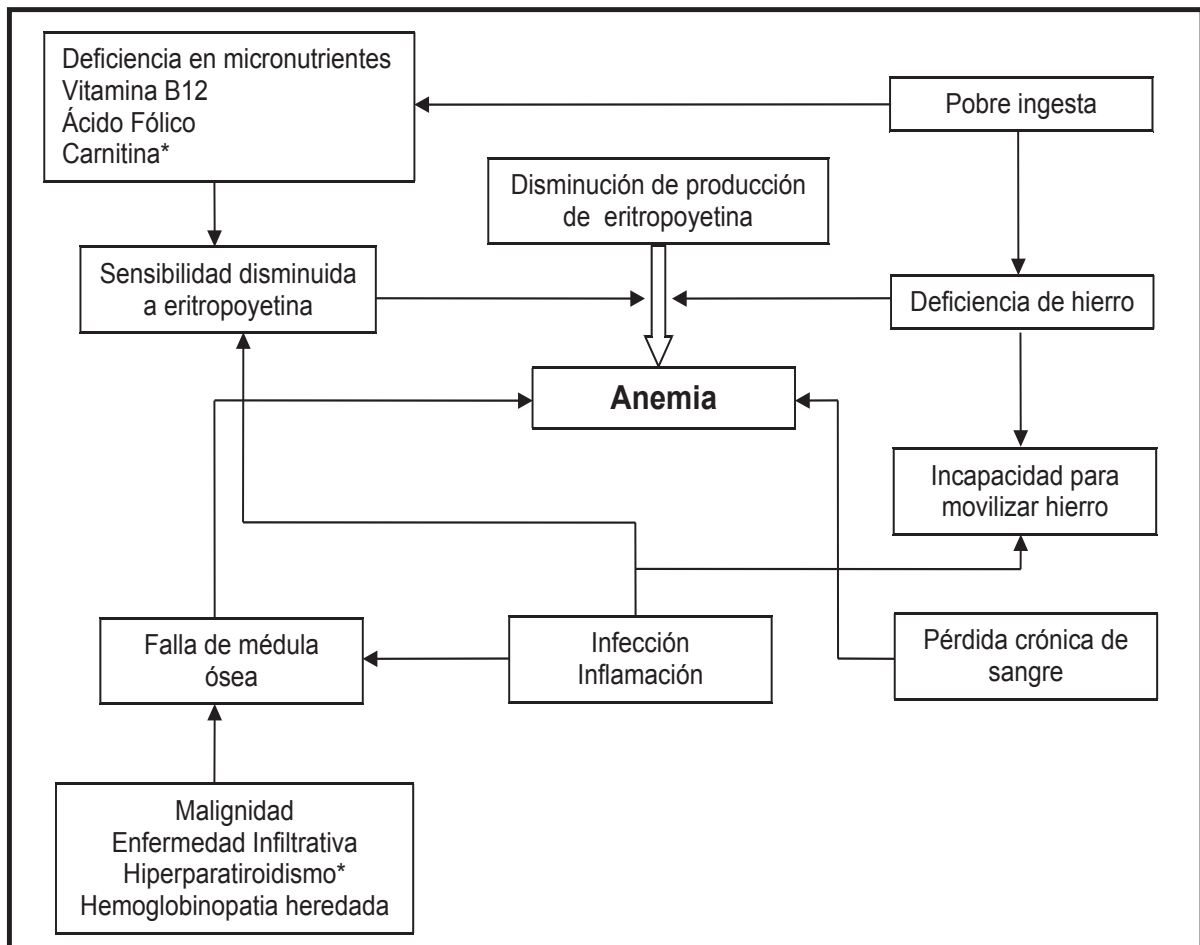 Deficiencia en micronutrientes
Vitamina B12
Ácido Fólico
Carnitina*
Pobre ingesta
Disminución de producción
de eritropoyetina
Sensibilidad disminuida
a eritropoyetina
Deficiencia de hierro
Anemia
Incapacidad para
movilizar hierro
Falla de médula
ósea
Infección
Inflamación
Pérdida crónica de
sangre
Malignidad
Enfermedad Infiltrativa
Hiperparatiroidismo*
Hemoglobinopatia heredada